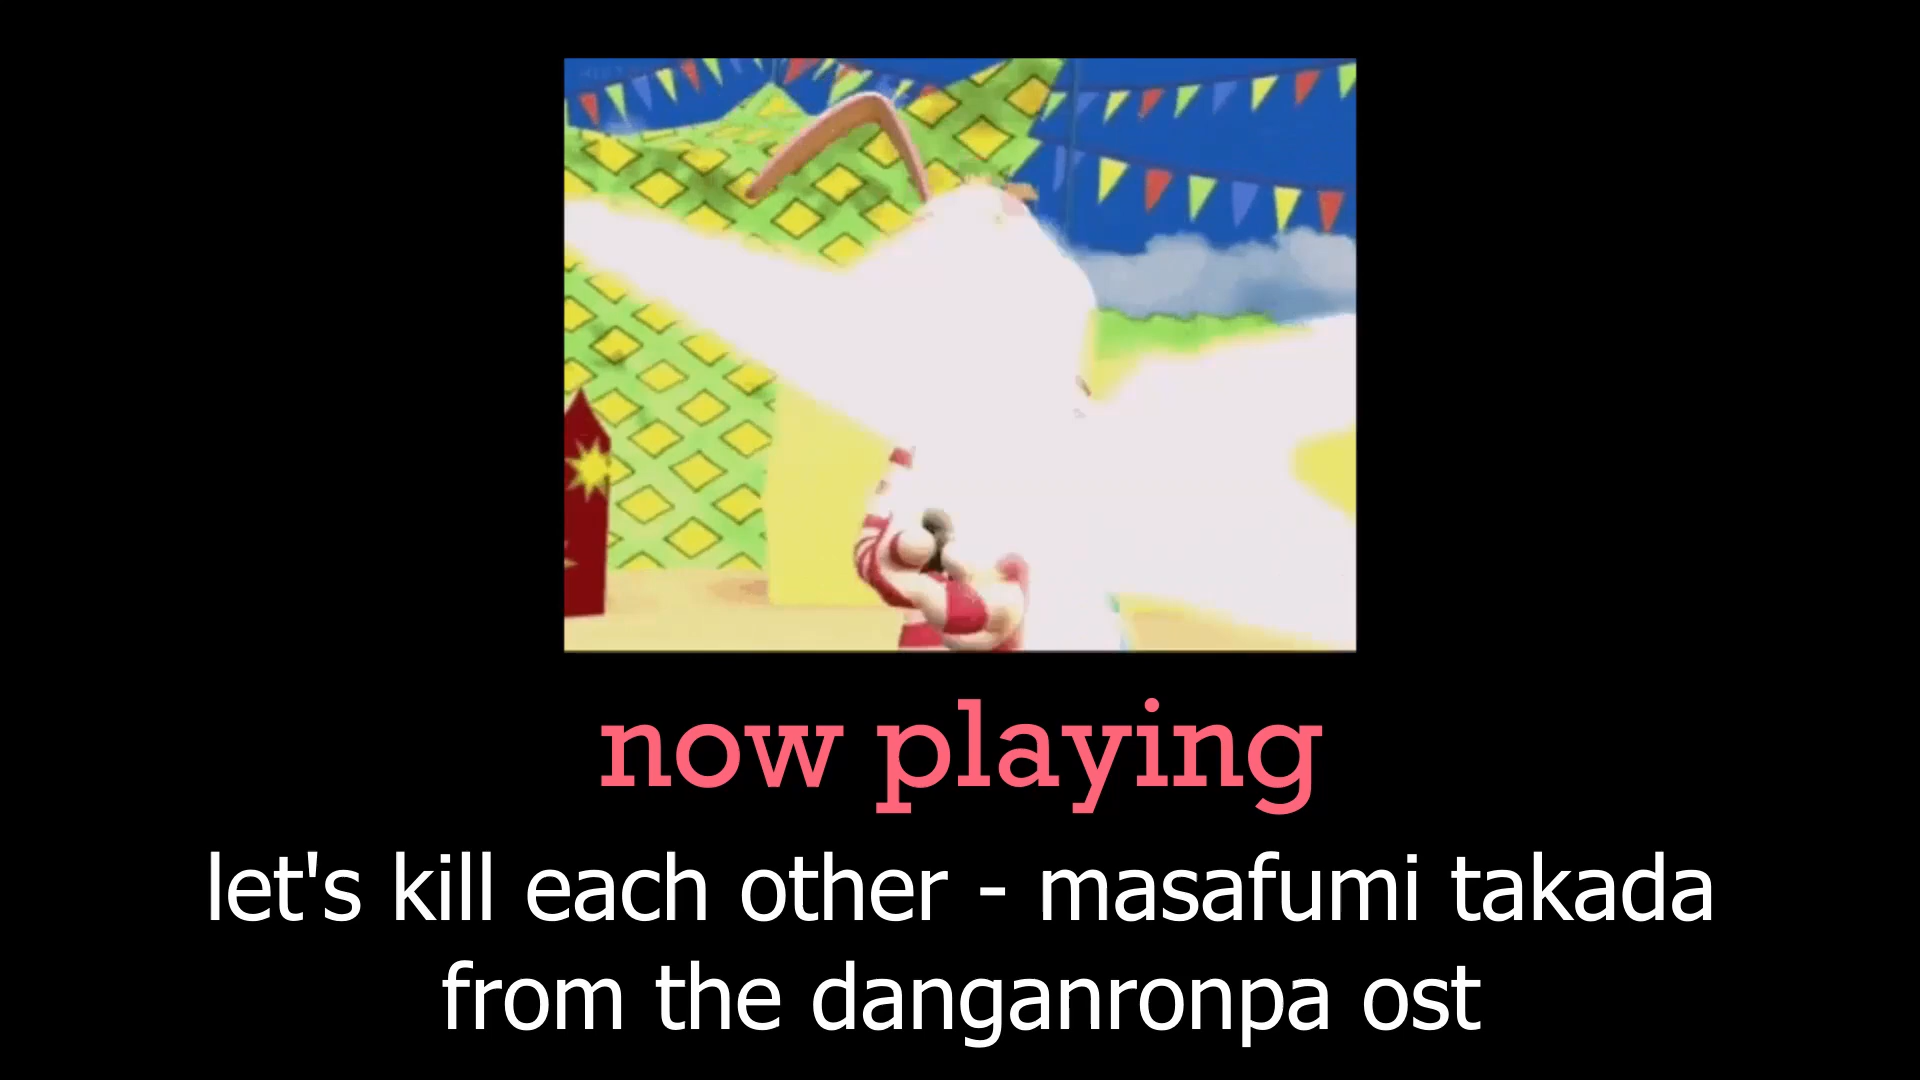 now playing
let's kill each other - masafumi takada
from the danganronpa ost